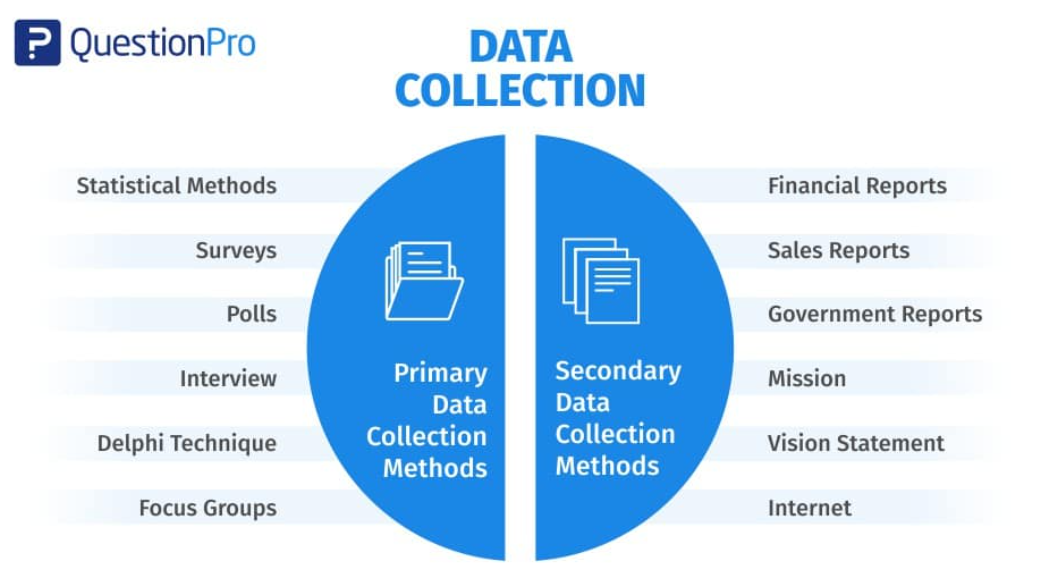 QuestionPro
DATA
COLLECTION
Statistical Methods
Surveys
Polls
Interview
Delphi Technique
Focus Groups
Primary
Data
Collection
Methods
Secondary
Data
Collection
Methods
Financial Reports
Sales Reports
Government Reports
Mission
Vision Statement
Internet